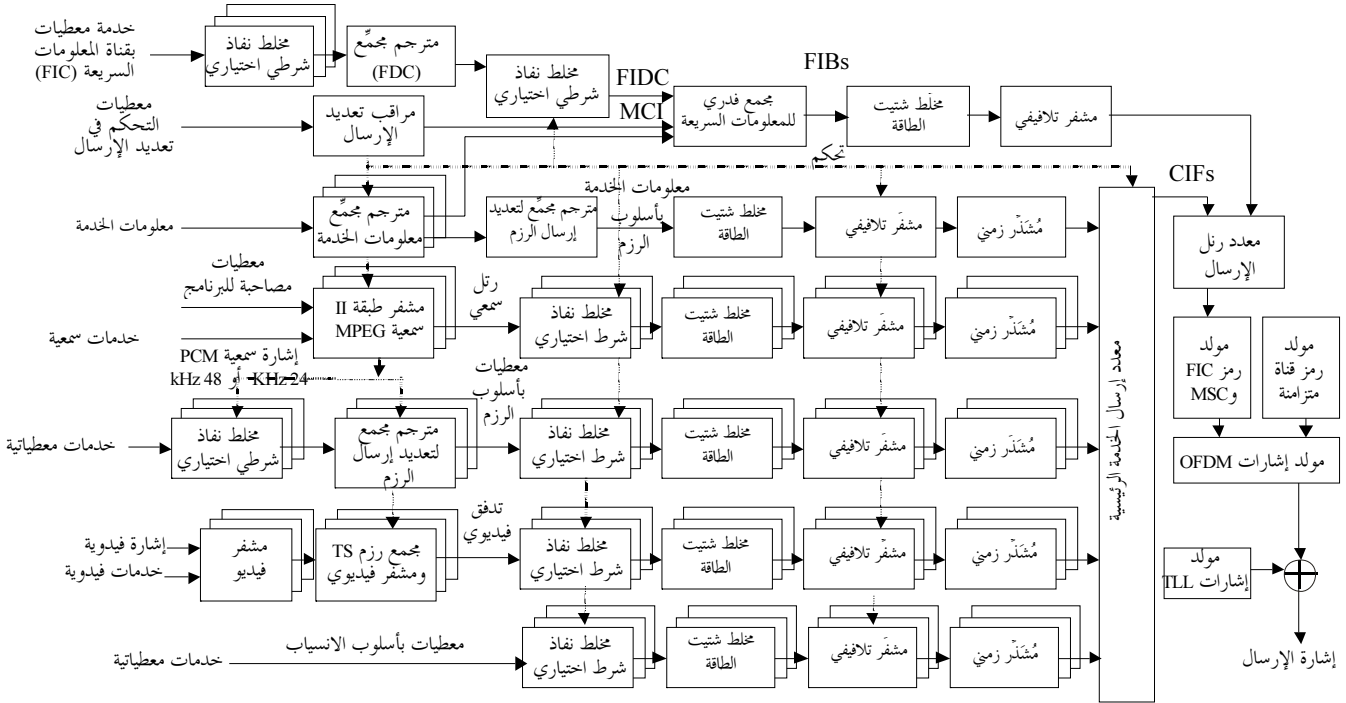 خدمة معطيات
بقناة المعلومات
السريعة (FIC)
مخلط نفاذ
شرطي اختياري
مترجم مجمِّع
(FDC)
مخلط نفاذ
شرطي اختياري
FIDC
MCI
FIBs
مجمع فدري
للمعلومات السريعة
مخلّط شتيت
الطاقة
مشفر تلافيفي
معطيات
التحكم في
تعديد الإرسال
مراقب تعديد
الإرسال
تحكم
CIFs
معلومات الخدمة
مترجم مجمِّع
معلومات الخدمة
مترجم مجمِّع لتعديد
إرسال الرزم
معلومات الخدمة
بأسلوب
الرزم
مخلط شتيت
الطاقة
مشفر تلافيفي
مُشَذّر زمني
معدد رتل
الإرسال
معطيات
مصاحبة للبرنامج
خدمات سمعية
مشفر طبقة II
سمعية MPEG
رتل
سمعي
مخلط نفاذ
شرط اختياري
مخلط شتيت
الطاقة
مشفر تلافيفي
مُشَذّر زمني
معدد إرسال الخدمة الرئيسية
مولد
رمز FIC
وMSC
مولد
رمز قناة
متزامنة
إشارة سمعية PCM
kHz 48 أو KHz 24
خدمات معطياتية
مخلط نفاذ
شرطي اختياري
مترجم مجمع
لتعديد إرسال
الرزم
معطيات
بأسلوب
الرزم
مخلط نفاذ
شرط اختياري
مخلط شتيت
الطاقة
مشفر تلافيفي
مُشَذّر زمني
مولد إشارات OFDM
إشارة فيدوية
خدمات فيدوية
مشفر
فيديو
مجمع رزم TS
ومشفر فيديوي
تدفق
فيديوي
مخلط نفاذ
شرط اختياري
مخلط شتيت
الطاقة
مشفر تلافيفي
مُشَذّر زمني
مولد
إشارات TLL
خدمات معطياتية
معطيات بأسلوب الانسياب
مخلط نفاذ
شرط اختياري
مخلط شتيت
الطاقة
مشفر تلافيفي
مُشَذّر زمني
إشارة الإرسال